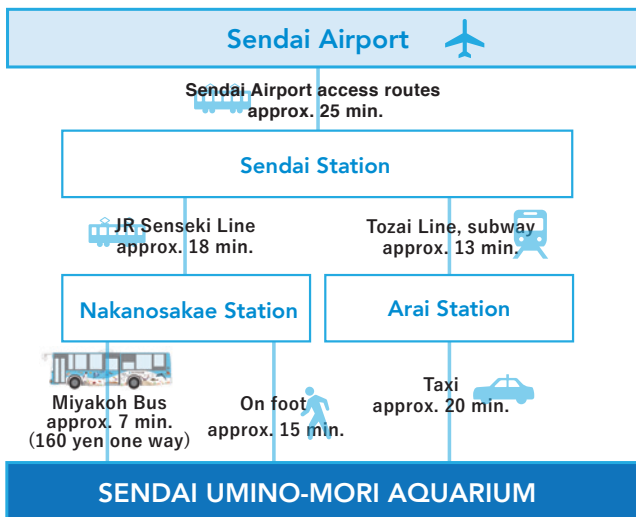 Sendai Airport
Sendai Airport access routes
approx. 25 min.
Sendai Station
JR Senseki Line
approx. 18 min.
Tozai Line, subway
approx. 13 min.
Nakanosakae Station
Arai Station
Miyakoh Bus
approx. 7 min.
(160 yen one way)
On foot
approx. 15 min.
Taxi
approx. 20 min.
SENDAI UMINO-MORI AQUARIUM